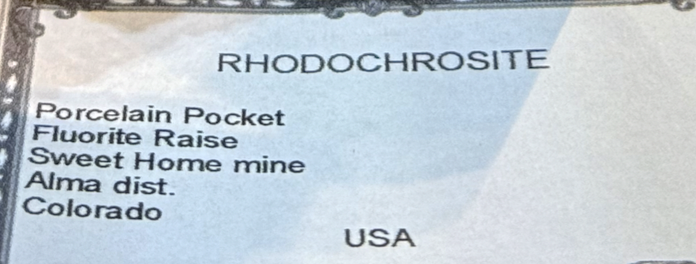 RHODOCHROSITE
Porcelain Pocket
Fluorite Raise
Sweet Home mine
Alma dist.
Colorado
USA